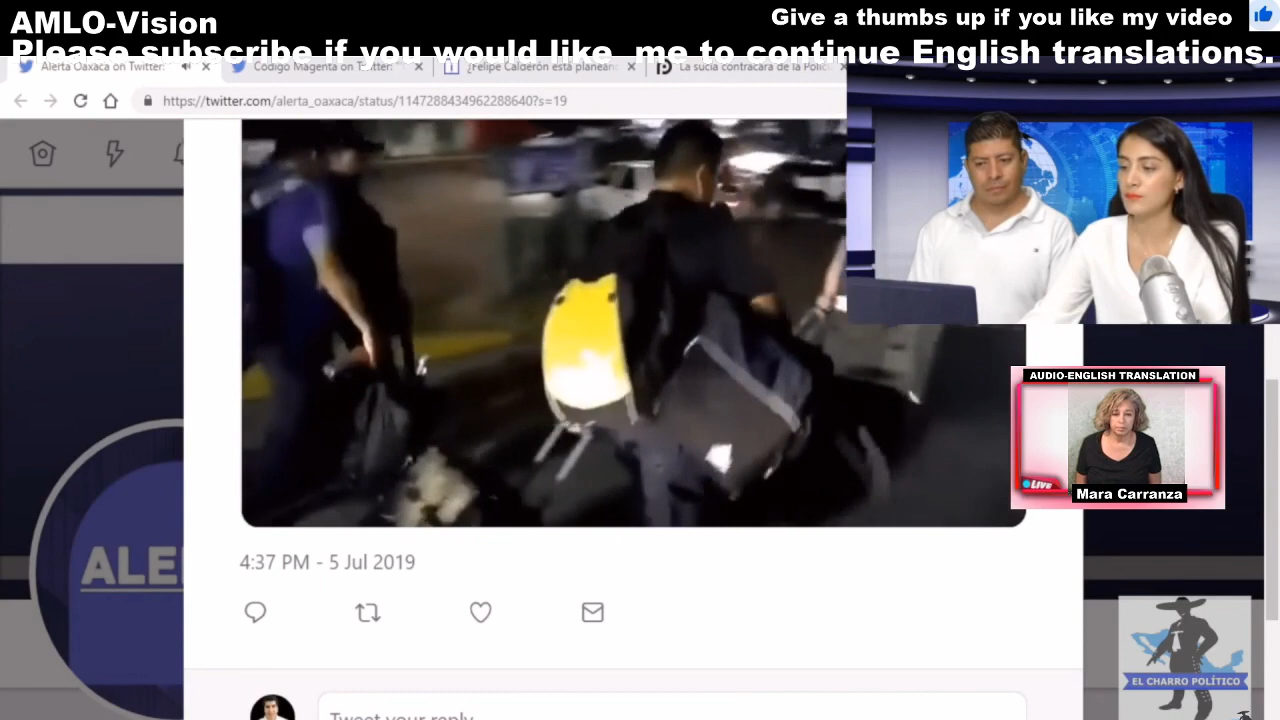 AMLO-Vision
Give a thumbs up if you like my video
Please subscribe if you would like me to continue English translations.
Alerta Oaxaca on Twitter:
Código Magenta on Twitter:
¿Felipe Calderón está planean
La sucia contracara de la Polic
https://twitter.com/alerta_oaxaca/status/1147288434962288640?s=19
AUDIO-ENGLISH TRANSLATION
Live
Mara Carranza
ALE
4:37 PM - 5 Jul 2019
EL CHARRO POLÍTICO
Tweet your reply